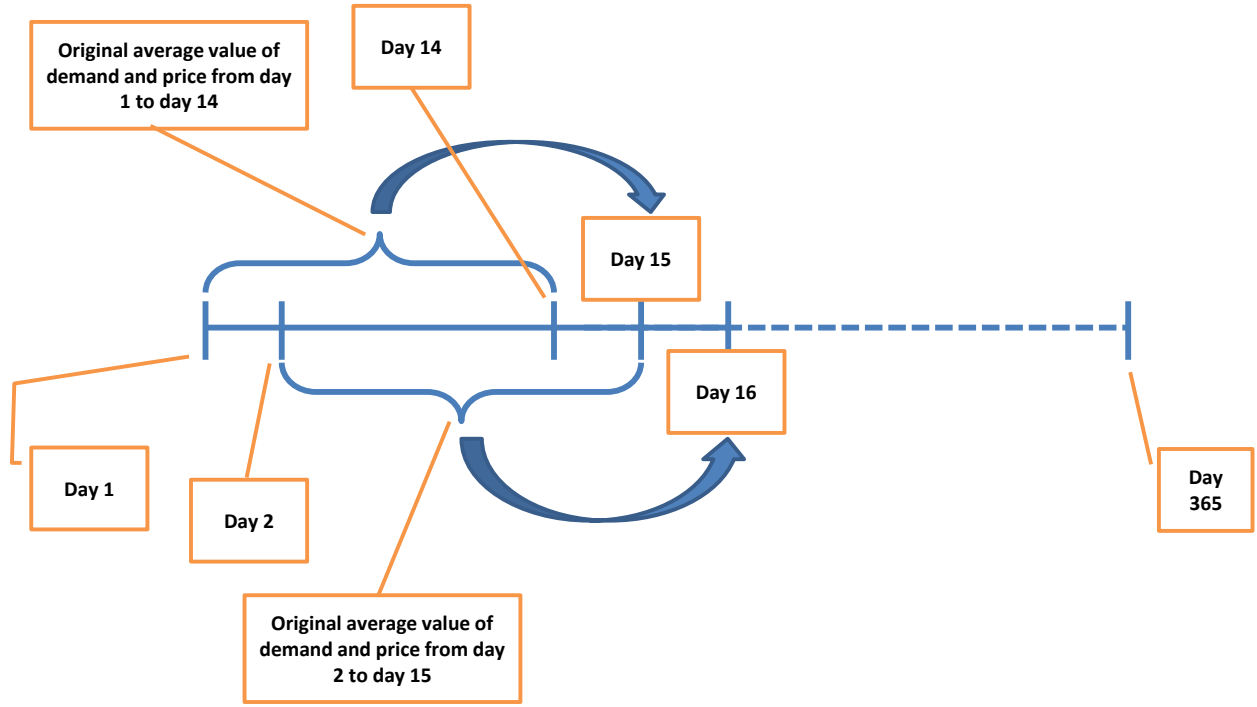 Original average value of
demand and price from day
1 to day 14
Day 14
Day 15
Day 16
Day 1
Day 2
Day
365
Original average value of
demand and price from day
2 to day 15